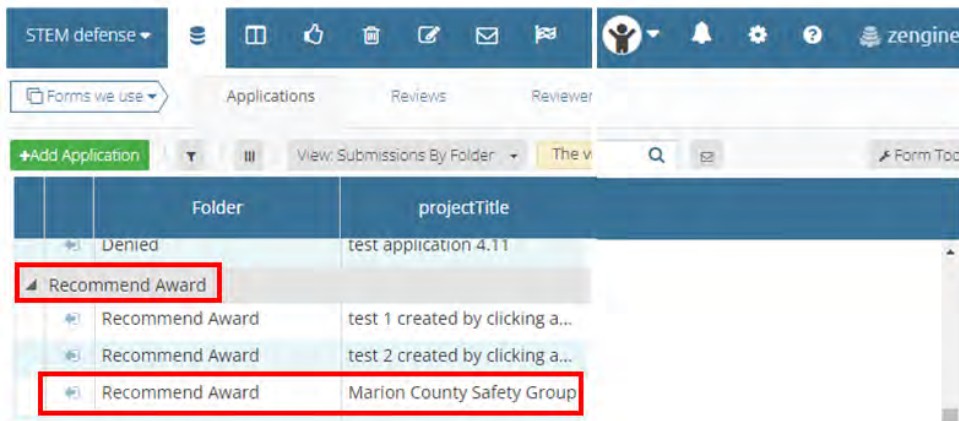 STEM defense zengine
Forms we use Applications Reviews Reviewer
+Add Application View: Submissions By Folder The v Form Too
Folder projectTitle
Denied test application 4.11
Recommend Award
Recommend Award test 1 created by clicking a...
Recommend Award test 2 created by clicking a...
Recommend Award Marion County Safety Group